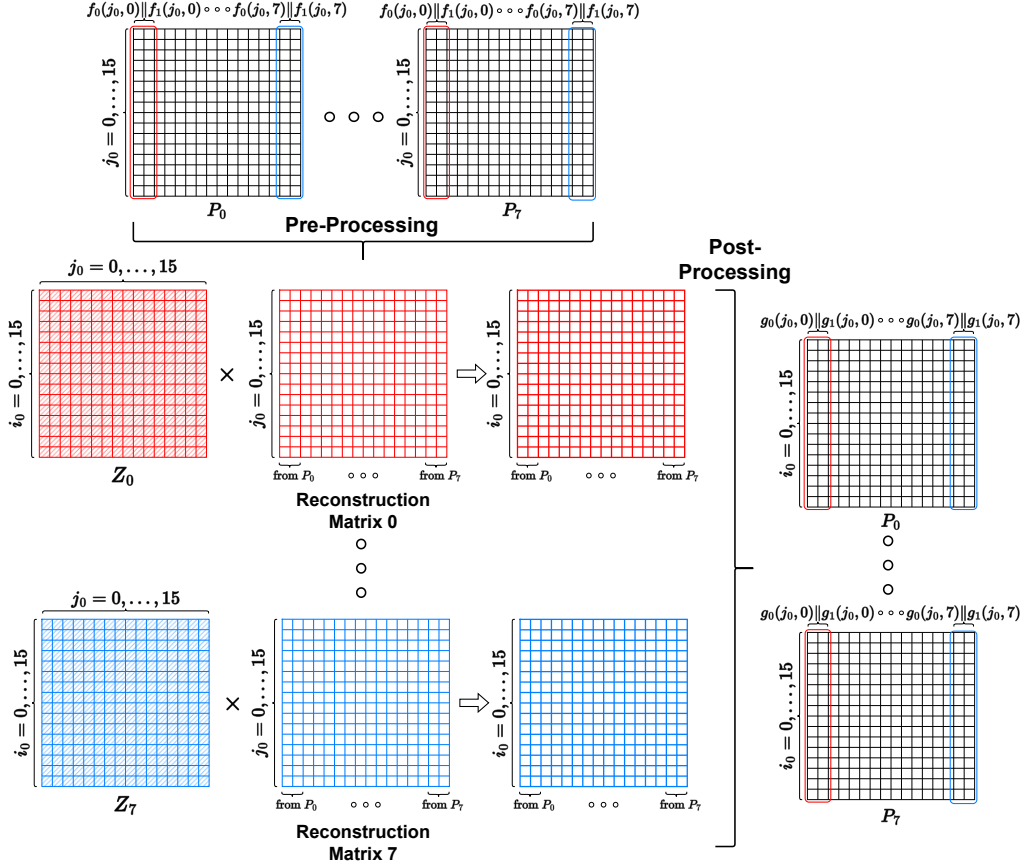 f₀(j₀,0)‖f₁(j₀,0) ∘ ∘ ∘ f₀(j₀,7)‖f₁(j₀,7)
f₀(j₀,0)‖f₁(j₀,0) ∘ ∘ ∘ f₀(j₀,7)‖f₁(j₀,7)
j₀ = 0,...,15
j₀ = 0,...,15
P₀
P₇
Pre-Processing
Post-
Processing
j₀ = 0,...,15
i₀ = 0,...,15
×
j₀ = 0,...,15
i₀ = 0,...,15
Z₀
from P₀ ∘ ∘ ∘ from P₇
from P₀ ∘ ∘ ∘ from P₇
Reconstruction
Matrix 0
g₀(j₀,0)‖g₁(j₀,0) ∘ ∘ ∘ g₀(j₀,7)‖g₁(j₀,7)
i₀ = 0,...,15
P₀
j₀ = 0,...,15
i₀ = 0,...,15
×
j₀ = 0,...,15
i₀ = 0,...,15
Z₇
from P₀ ∘ ∘ ∘ from P₇
from P₀ ∘ ∘ ∘ from P₇
Reconstruction
Matrix 7
g₀(j₀,0)‖g₁(j₀,0) ∘ ∘ ∘ g₀(j₀,7)‖g₁(j₀,7)
i₀ = 0,...,15
P₇